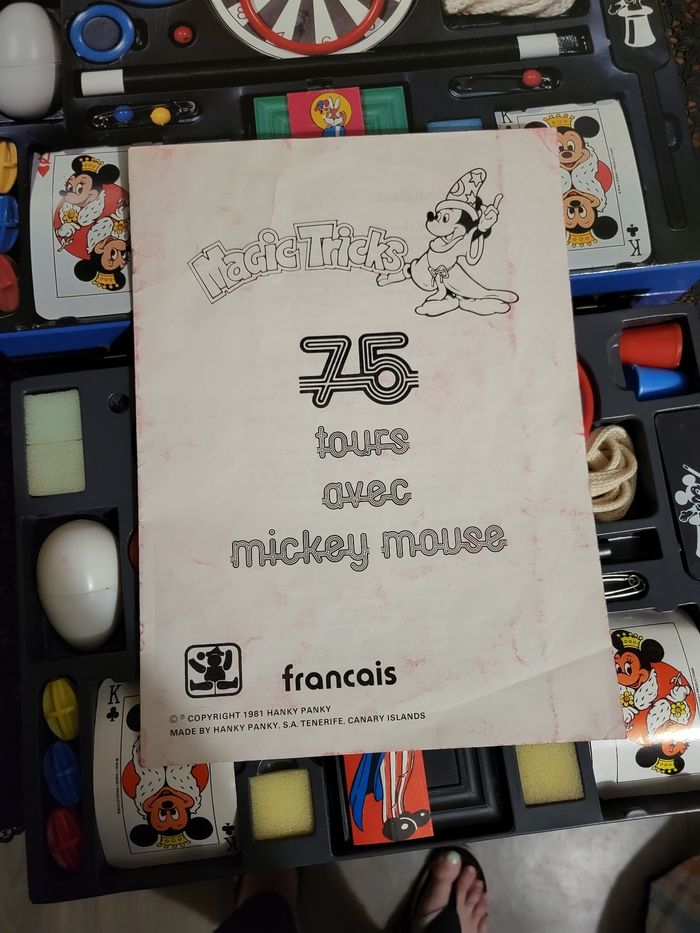 K
K
Magic Tricks
K
75
tours
avec
mickey mouse
K
francais
© ® COPYRIGHT 1981 HANKY PANKY
MADE BY HANKY PANKY. S.A. TENERIFE, CANARY ISLANDS
K